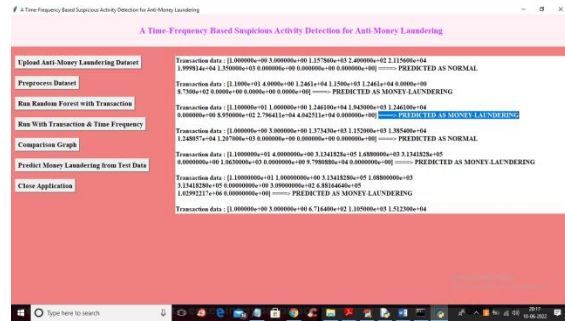 A Time-Frequency Based Suspicious Activity Detection for Anti-Money Laundering
A Time-Frequency Based Suspicious Activity Detection for Anti-Money Laundering
Upload Anti-Money Laundering Dataset
Preprocess Dataset
Run Random Forest with Transaction
Run With Transaction & Time Frequency
Comparison Graph
Predict Money Laundering from Test Data
Close Application
Transaction data : [1.000000e+00 3.000000e+00 1.157860e+03 2.400000e+02 2.115600e+04
1.999814e+04 1.350000e+03 0.000000e+00 0.000000e+00 0.000000e+00] ====> PREDICTED AS NORMAL
Transaction data : [1.1000e+01 4.0000e+00 1.2461e+04 1.1500e+03 1.2461e+04 0.0000e+00
8.7300e+02 0.0000e+00 0.0000e+00 0.0000e+00] ====> PREDICTED AS MONEY-LAUNDERING
Transaction data : [1.100000e+01 1.000000e+00 1.246100e+04 1.943000e+03 1.246100e+04
0.000000e+00 8.950000e+02 2.796411e+04 4.042511e+04 0.000000e+00] ====> PREDICTED AS MONEY-LAUNDERING
Transaction data : [1.000000e+00 3.000000e+00 1.373430e+03 1.152000e+03 1.385400e+04
1.248057e+04 1.207000e+03 0.000000e+00 0.000000e+00 0.000000e+00] ====> PREDICTED AS NORMAL
Transaction data : [1.1000000e+01 4.0000000e+00 3.1341828e+05 1.6880000e+03 3.1341828e+05
0.0000000e+00 1.0630000e+03 0.0000000e+00 9.7980880e+04 0.0000000e+00] ====> PREDICTED AS MONEY-LAUNDERING
Transaction data : [1.10000000e+01 1.00000000e+00 3.13418280e+05 1.08800000e+03
3.13418280e+05 0.00000000e+00 3.09000000e+02 6.88164640e+05
1.02992217e+06 0.00000000e+00] ====> PREDICTED AS MONEY-LAUNDERING
Transaction data : [1.000000e+00 3.000000e+00 6.716400e+02 1.105000e+03 1.512300e+04
Type here to search
20:17
10-06-2022